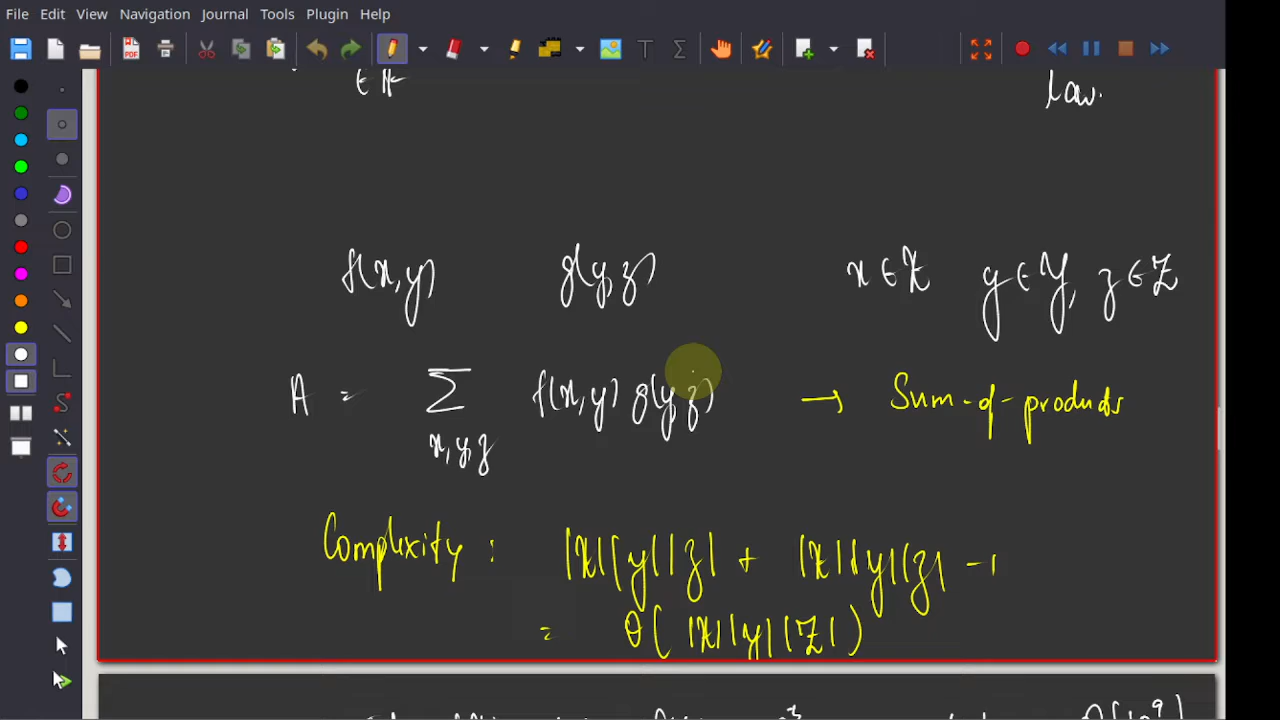 File Edit View Navigation Journal Tools Plugin Help
∈ law.
f(x,y) g(y,z) x ∈ 𝒳 y ∈ 𝒴, z ∈ 𝒵
A = Σ f(x,y) g(y,z) → Sum-of-products
x,y,z
Complexity : |𝒳||𝒴||𝒵| + |𝒳||𝒴||𝒵| -1
= O( |𝒳||𝒴||𝒵| )